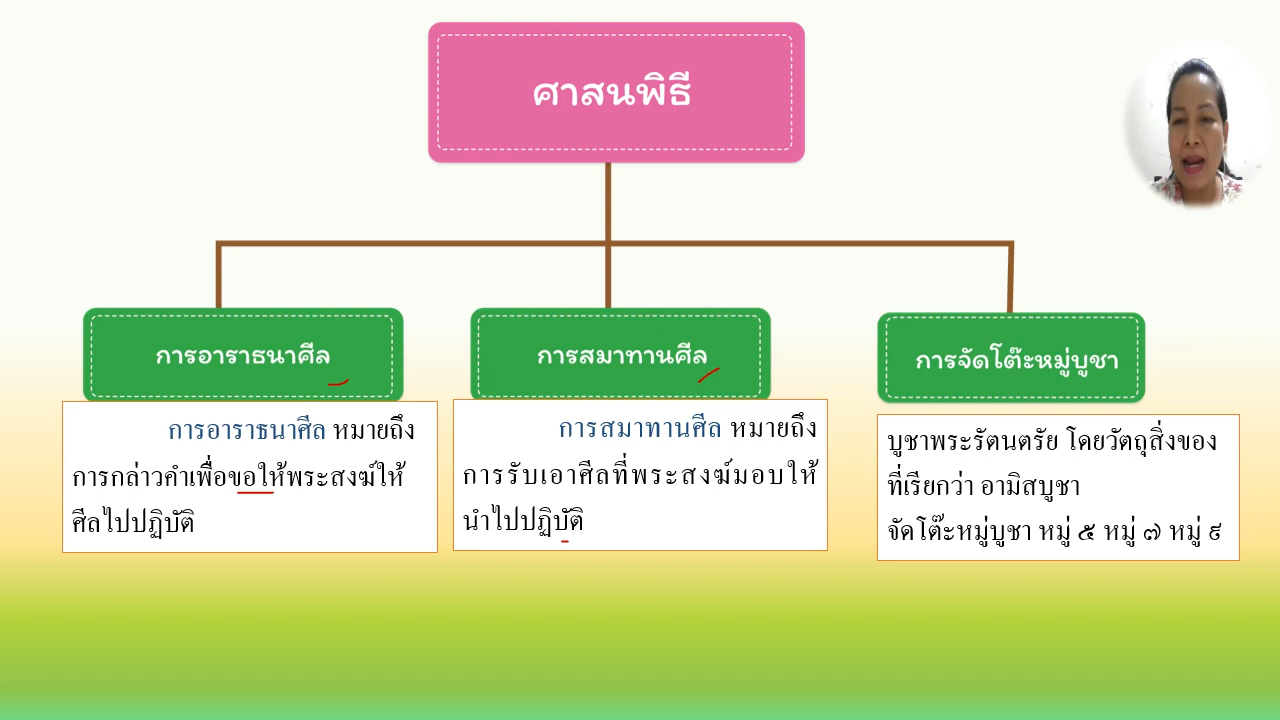 ศาสนพิธี
การอาราธนาศีล
การอาราธนาศีล หมายถึง
การกล่าวคำเพื่อขอให้พระสงฆ์ให้
ศีลไปปฏิบัติ
การสมาทานศีล
การสมาทานศีล หมายถึง
การรับเอาศีลที่พระสงฆ์มอบให้
นำไปปฏิบัติ
การจัดโต๊ะหมู่บูชา
บูชาพระรัตนตรัย โดยวัตถุสิ่งของ
ที่เรียกว่า อามิสบูชา
จัดโต๊ะหมู่บูชา หมู่ ๕ หมู่ ๗ หมู่ ๙